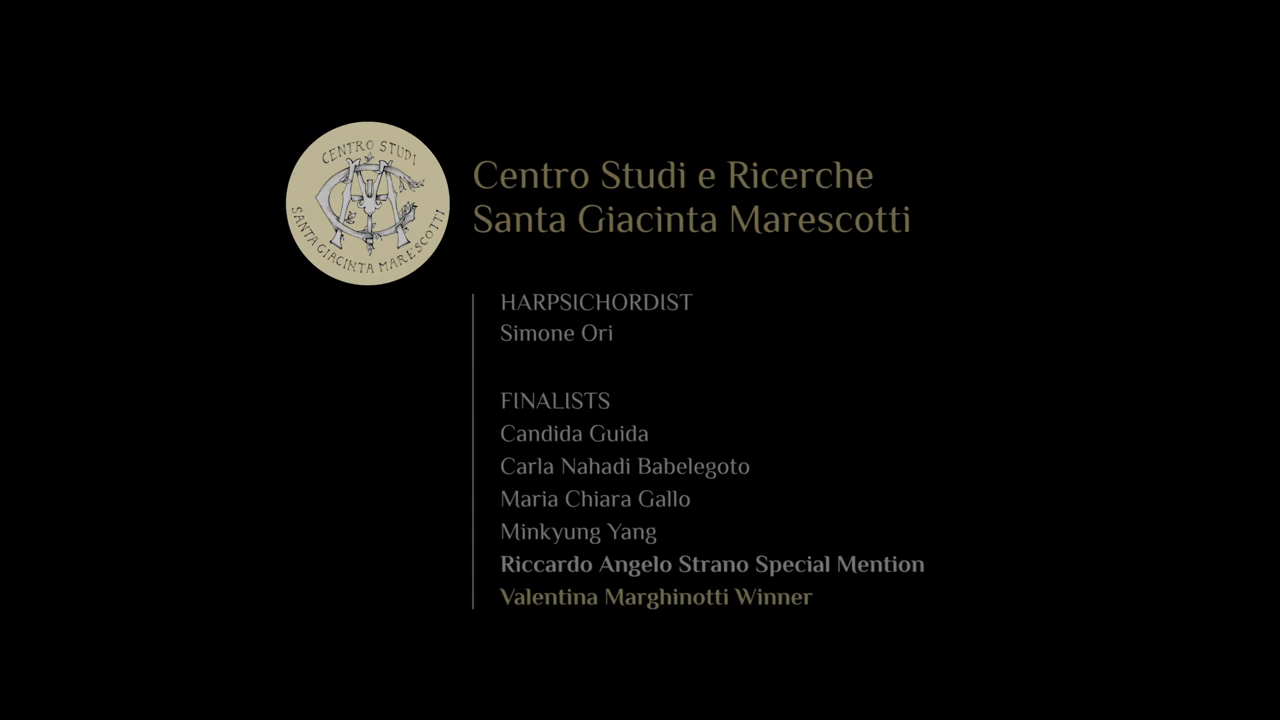 CENTRO STUDI
SANTA GIACINTA MARESCOTTI
Centro Studi e Ricerche
Santa Giacinta Marescotti
HARPSICHORDIST
Simone Ori
FINALISTS
Candida Guida
Carla Nahadi Babelegoto
Maria Chiara Gallo
Minkyung Yang
Riccardo Angelo Strano Special Mention
Valentina Marghinotti Winner